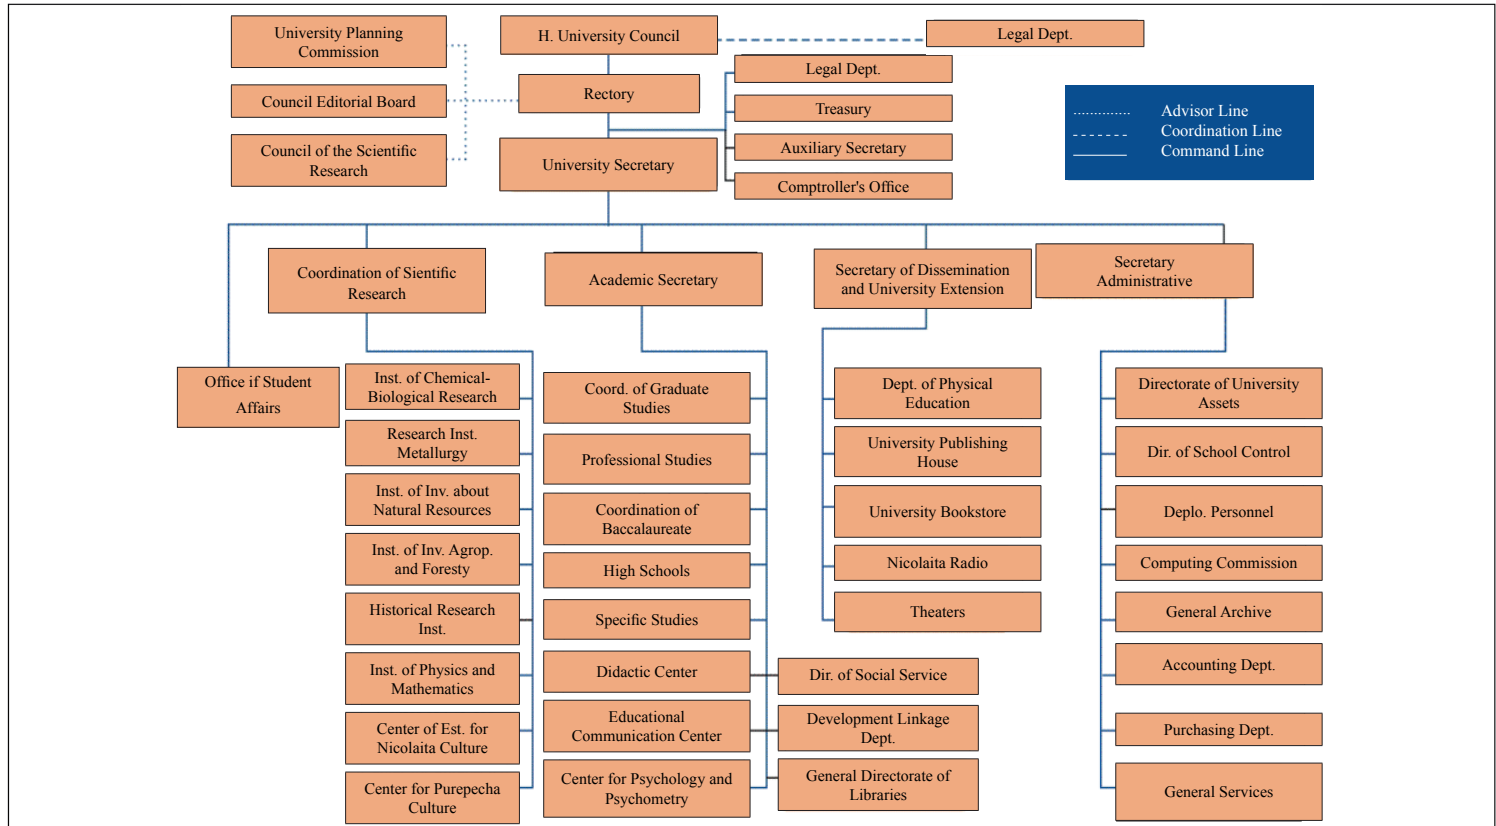 University Planning
Commission
H. University Council
Legal Dept.
Council Editorial Board
Rectory
Legal Dept.
Treasury
Council of the Scientific
Research
University Secretary
Auxiliary Secretary
Comptroller's Office
Advisor Line
Coordination Line
Command Line
Coordination of Sientific
Research
Academic Secretary
Secretary of Dissemination
and University Extension
Secretary
Administrative
Office if Student
Affairs
Inst. of Chemical-
Biological Research
Research Inst.
Metallurgy
Inst. of Inv. about
Natural Resources
Inst. of Inv. Agrop.
and Foresty
Historical Research
Inst.
Inst. of Physics and
Mathematics
Center of Est. for
Nicolaita Culture
Center for Purepecha
Culture
Coord. of Graduate
Studies
Professional Studies
Coordination of
Baccalaureate
High Schools
Specific Studies
Didactic Center
Educational
Communication Center
Center for Psychology and
Psychometry
Dir. of Social Service
Development Linkage
Dept.
General Directorate of
Libraries
Dept. of Physical
Education
University Publishing
House
University Bookstore
Nicolaita Radio
Theaters
Directorate of University
Assets
Dir. of School Control
Deplo. Personnel
Computing Commission
General Archive
Accounting Dept.
Purchasing Dept.
General Services